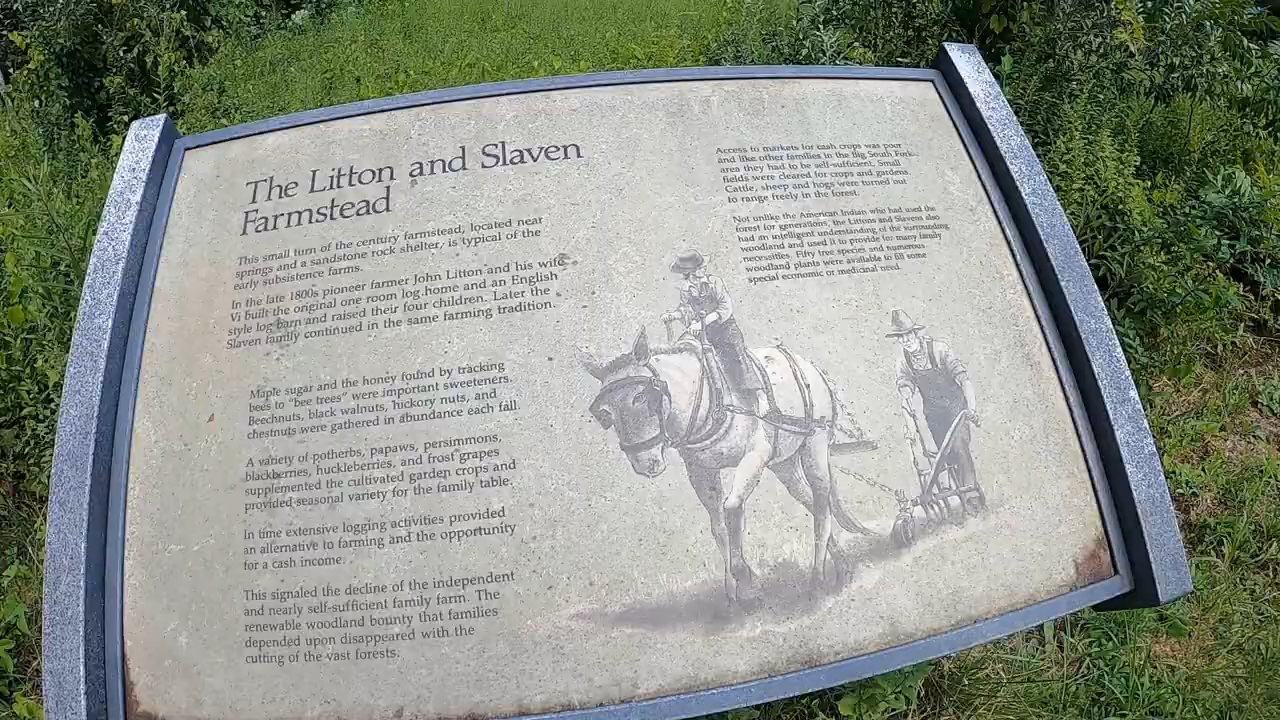 The Litton and Slaven
Farmstead
This small turn of the century farmstead, located near
springs and a sandstone rock shelter, is typical of the
early subsistence farms.
In the late 1800s pioneer farmer John Litton and his wife
Vi built the original one room log home and an English
style log barn and raised their four children. Later the
Slaven family continued in the same farming tradition.
Maple sugar and the honey found by tracking
bees to "bee trees" were important sweeteners.
Beechnuts, black walnuts, hickory nuts, and
chestnuts were gathered in abundance each fall.
A variety of potherbs, papaws, persimmons,
blackberries, huckleberries, and frost grapes
supplemented the cultivated garden crops and
provided seasonal variety for the family table.
In time extensive logging activities provided
an alternative to farming and the opportunity
for a cash income.
This signaled the decline of the independent
and nearly self-sufficient family farm. The
renewable woodland bounty that families
depended upon disappeared with the
cutting of the vast forests.
Access to markets for cash crops was poor
and like other families in the Big South Fork
area they had to be self-sufficient. Small
fields were cleared for crops and gardens.
Cattle, sheep and hogs were turned out
to range freely in the forest.
Not unlike the American Indian who had used the
forest for generations, the Littons and Slavens also
had an intelligent understanding of the surrounding
woodland and used it to provide for many family
necessities. Fifty tree species and numerous
woodland plants were available to fill some
special economic or medicinal need.